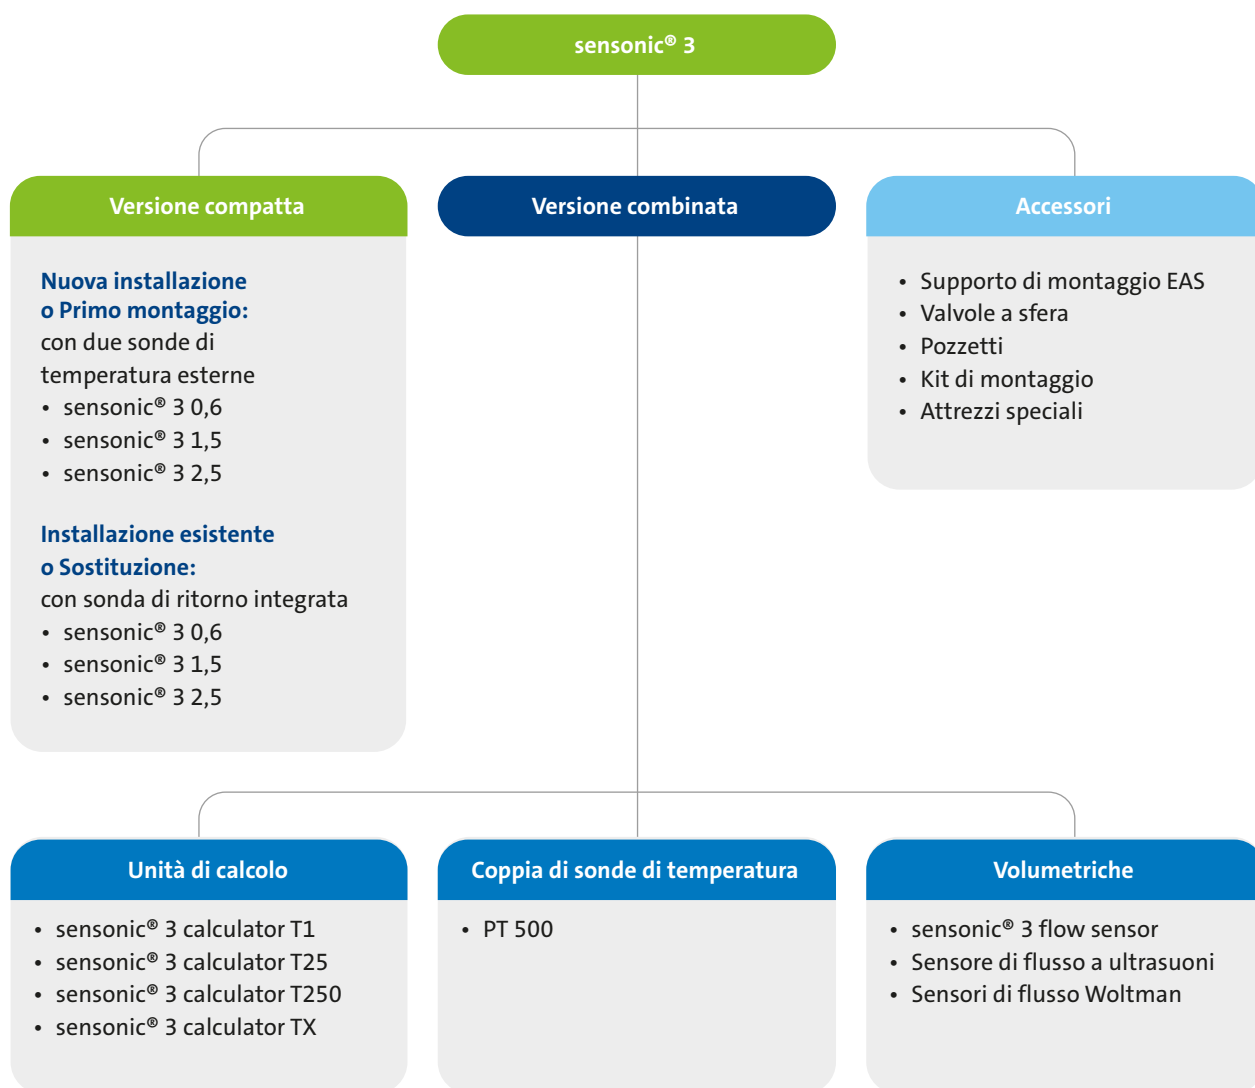 sensonic® 3
Versione compatta
Nuova installazione
o Primo montaggio:
con due sonde di
temperatura esterne
• sensonic® 3 0,6
• sensonic® 3 1,5
• sensonic® 3 2,5
Installazione esistente
o Sostituzione:
con sonda di ritorno integrata
• sensonic® 3 0,6
• sensonic® 3 1,5
• sensonic® 3 2,5
Versione combinata
Accessori
• Supporto di montaggio EAS
• Valvole a sfera
• Pozzetti
• Kit di montaggio
• Attrezzi speciali
Unità di calcolo
• sensonic® 3 calculator T1
• sensonic® 3 calculator T25
• sensonic® 3 calculator T250
• sensonic® 3 calculator TX
Coppia di sonde di temperatura
• PT 500
Volumetriche
• sensonic® 3 flow sensor
• Sensore di flusso a ultrasuoni
• Sensori di flusso Woltman